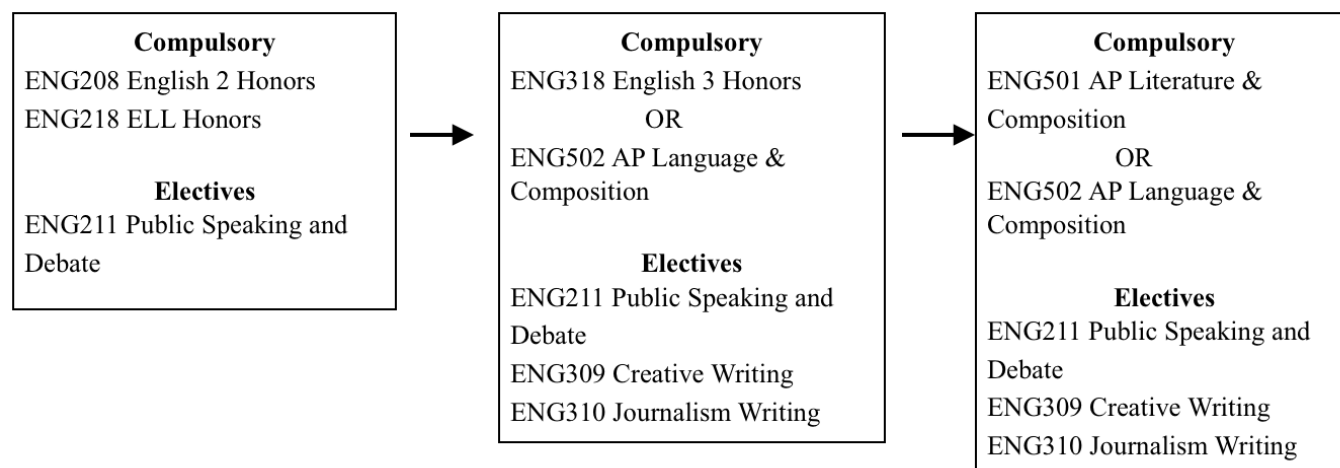 Compulsory
ENG208 English 2 Honors
ENG218 ELL Honors
Electives
ENG211 Public Speaking and
Debate
Compulsory
ENG318 English 3 Honors
OR
ENG502 AP Language &
Composition
Electives
ENG211 Public Speaking and
Debate
ENG309 Creative Writing
ENG310 Journalism Writing
Compulsory
ENG501 AP Literature &
Composition
OR
ENG502 AP Language &
Composition
Electives
ENG211 Public Speaking and
Debate
ENG309 Creative Writing
ENG310 Journalism Writing